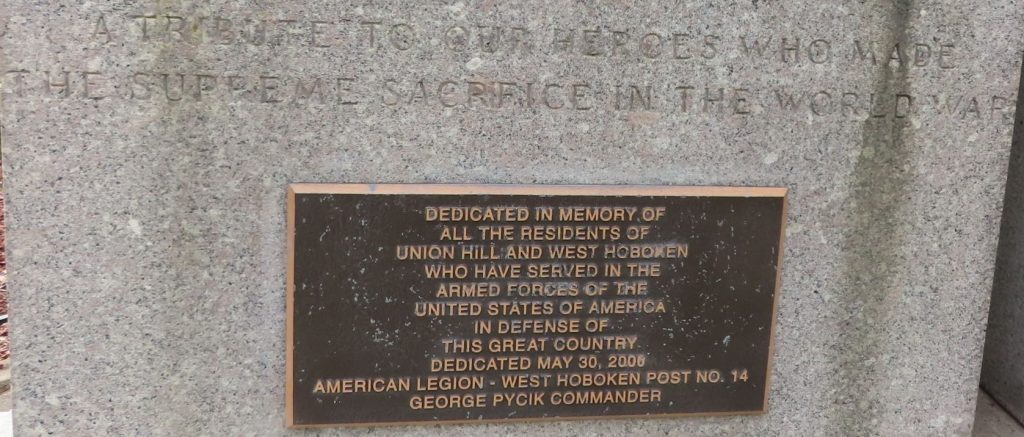 A TRIBUTE TO OUR HEROES WHO MADE
THE SUPREME SACRIFICE IN THE WORLD WAR
DEDICATED IN MEMORY OF
ALL THE RESIDENTS OF
UNION HILL AND WEST HOBOKEN
WHO HAVE SERVED IN THE
ARMED FORCES OF THE
UNITED STATES OF AMERICA
IN DEFENSE OF
THIS GREAT COUNTRY
DEDICATED MAY 30, 2006
AMERICAN LEGION - WEST HOBOKEN POST NO. 14
GEORGE PYCIK COMMANDER